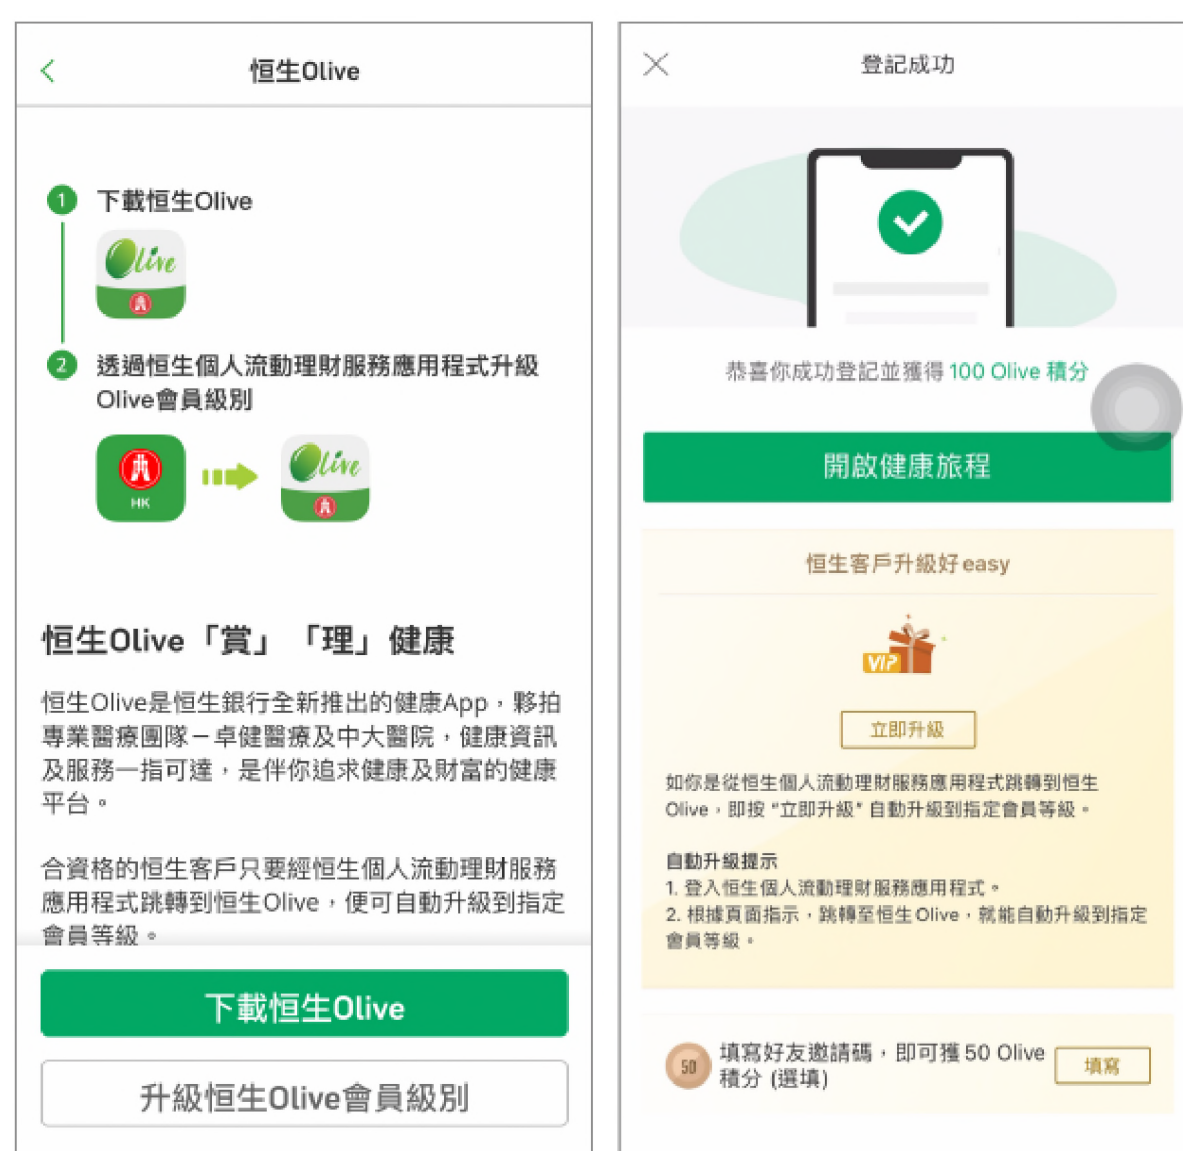 恒生Olive
1 下載恒生Olive
Olive
2 透過恒生個人流動理財服務應用程式升級
Olive會員級別
HK
Olive
恒生Olive「賞」「理」健康
恒生Olive是恒生銀行全新推出的健康App，夥拍
專業醫療團隊－卓健醫療及中大醫院，健康資訊
及服務一指可達，是伴你追求健康及財富的健康
平台。
合資格的恒生客戶只要經恒生個人流動理財服務
應用程式跳轉到恒生Olive，便可自動升級到指定
會員等級。
下載恒生Olive
升級恒生Olive會員級別
登記成功
恭喜你成功登記並獲得 100 Olive 積分
開啟健康旅程
恒生客戶升級好easy
VIP
立即升級
如你是從恒生個人流動理財服務應用程式跳轉到恒生
Olive，即按 "立即升級" 自動升級到指定會員等級。
自動升級提示
1. 登入恒生個人流動理財服務應用程式。
2. 根據頁面指示，跳轉至恒生Olive，就能自動升級到指定
會員等級。
50
填寫好友邀請碼，即可獲50 Olive
積分 (選填)
填寫